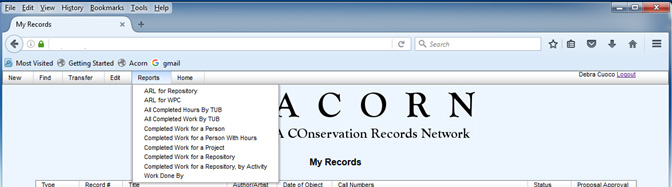 File Edit View History Bookmarks Tools Help
My Records
Search
Most Visited Getting Started Acorn gmail
Debra Cuoco Logout
New Find Transfer Edit Reports Home
ARL for Repository
ARL for WPC
All Completed Hours By TUB
All Completed Work By TUB
Completed Work for a Person
Completed Work for a Person With Hours
Completed Work for a Project
Completed Work for a Repository
Completed Work for a Repository, by Activity
Work Done By
ACORN
A COnservation Records Network
My Records
Type Record # Title Author/Artist Date of Object Call Numbers Status Proposal Approval